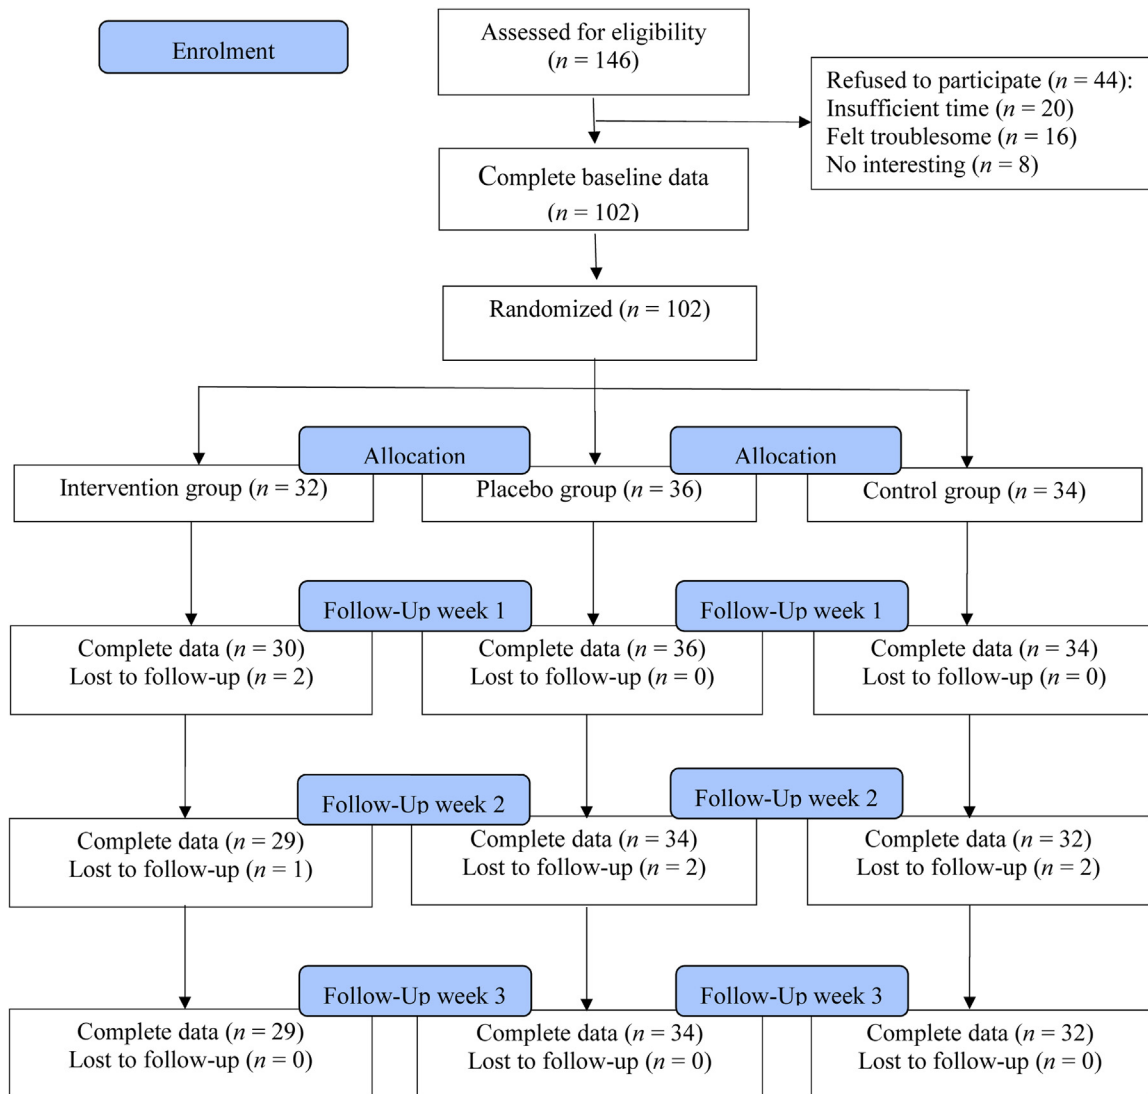 Enrolment
Assessed for eligibility
(n = 146)
Refused to participate (n = 44):
Insufficient time (n = 20)
Felt troublesome (n = 16)
No interesting (n = 8)
Complete baseline data
(n = 102)
Randomized (n = 102)
Allocation
Allocation
Intervention group (n = 32)
Placebo group (n = 36)
Control group (n = 34)
Follow-Up week 1
Follow-Up week 1
Complete data (n = 30)
Lost to follow-up (n = 2)
Complete data (n = 36)
Lost to follow-up (n = 0)
Complete data (n = 34)
Lost to follow-up (n = 0)
Follow-Up week 2
Follow-Up week 2
Complete data (n = 29)
Lost to follow-up (n = 1)
Complete data (n = 34)
Lost to follow-up (n = 2)
Complete data (n = 32)
Lost to follow-up (n = 2)
Follow-Up week 3
Follow-Up week 3
Complete data (n = 29)
Lost to follow-up (n = 0)
Complete data (n = 34)
Lost to follow-up (n = 0)
Complete data (n = 32)
Lost to follow-up (n = 0)